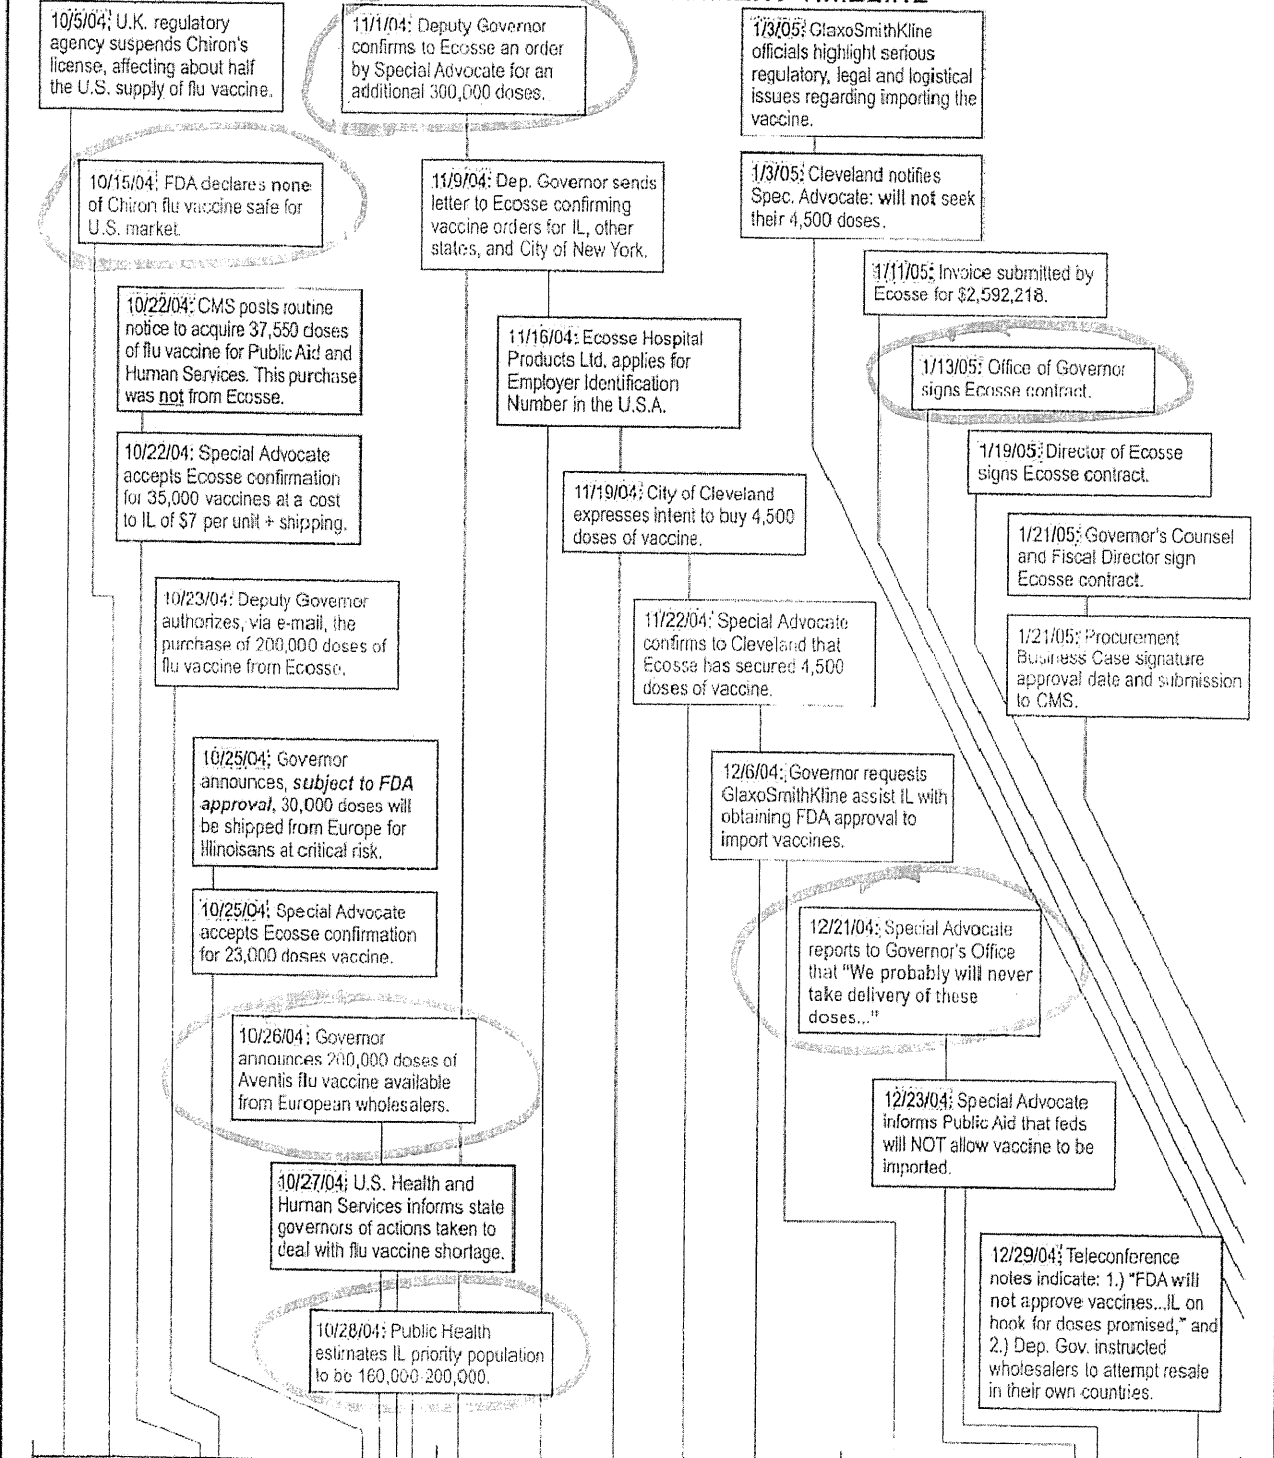 10/5/04: U.K. regulatory
agency suspends Chiron's
license, affecting about half
the U.S. supply of flu vaccine.
10/15/04: FDA declares none
of Chiron flu vaccine safe for
U.S. market.
10/22/04: CMS posts routine
notice to acquire 37,550 doses
of flu vaccine for Public Aid and
Human Services. This purchase
was not from Ecosse.
10/22/04: Special Advocate
accepts Ecosse confirmation
for 35,000 vaccines at a cost
to IL of $7 per unit + shipping.
10/23/04: Deputy Governor
authorizes, via e-mail, the
purchase of 200,000 doses of
flu vaccine from Ecosse.
10/25/04: Governor
announces, subject to FDA
approval, 30,000 doses will
be shipped from Europe for
Illinoisans at critical risk.
10/25/04: Special Advocate
accepts Ecosse confirmation
for 23,000 doses vaccine.
10/26/04: Governor
announces 200,000 doses of
Aventis flu vaccine available
from European wholesalers.
10/27/04: U.S. Health and
Human Services informs state
governors of actions taken to
deal with flu vaccine shortage.
10/28/04: Public Health
estimates IL priority population
to be 160,000-200,000.
11/1/04: Deputy Governor
confirms to Ecosse an order
by Special Advocate for an
additional 300,000 doses.
11/9/04: Dep. Governor sends
letter to Ecosse confirming
vaccine orders for IL, other
states, and City of New York.
11/16/04: Ecosse Hospital
Products Ltd. applies for
Employer Identification
Number in the U.S.A.
11/19/04: City of Cleveland
expresses intent to buy 4,500
doses of vaccine.
11/22/04: Special Advocate
confirms to Cleveland that
Ecosse has secured 4,500
doses of vaccine.
12/6/04: Governor requests
GlaxoSmithKline assist IL with
obtaining FDA approval to
import vaccines.
12/21/04: Special Advocate
reports to Governor's Office
that "We probably will never
take delivery of these
doses..."
12/23/04: Special Advocate
informs Public Aid that feds
will NOT allow vaccine to be
imported.
12/29/04: Teleconference
notes indicate: 1.) "FDA will
not approve vaccines...IL on
hook for doses promised," and
2.) Dep. Gov. instructed
wholesalers to attempt resale
in their own countries.
1/3/05: GlaxoSmithKline
officials highlight serious
regulatory, legal and logistical
issues regarding importing the
vaccine.
1/3/05: Cleveland notifies
Spec. Advocate: will not seek
their 4,500 doses.
1/11/05: Invoice submitted by
Ecosse for $2,592,218.
1/13/05: Office of Governor
signs Ecosse contract.
1/19/05: Director of Ecosse
signs Ecosse contract.
1/21/05: Governor's Counsel
and Fiscal Director sign
Ecosse contract.
1/21/05: Procurement
Business Case signature
approval date and submission
to CMS.